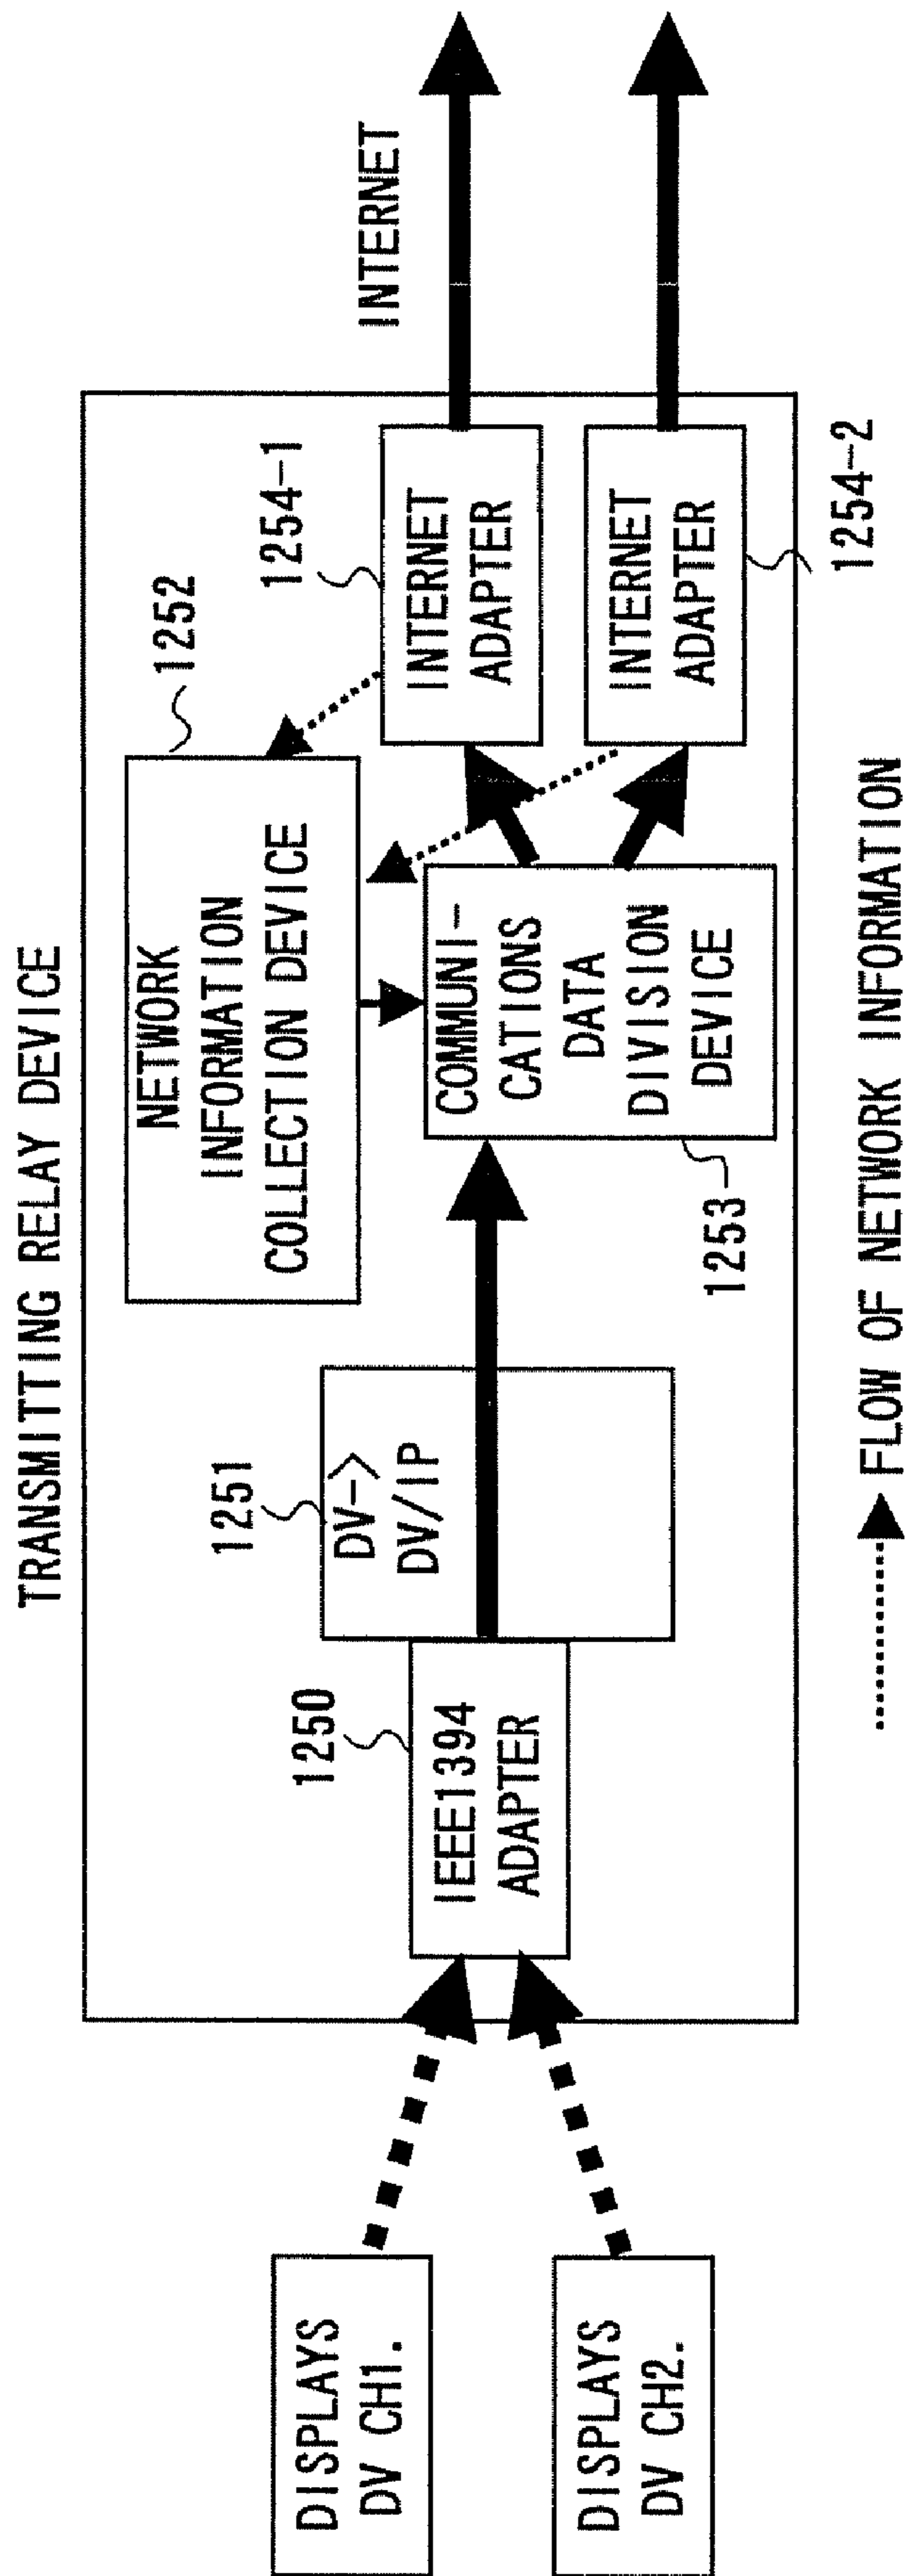 TRANSMITTING RELAY DEVICE
DISPLAYS
DV CH1.
DISPLAYS
DV CH2.
1250
IEEE1394
ADAPTER
1251
DV->
DV/IP
1252
NETWORK
INFORMATION
COLLECTION DEVICE
COMMUNI-
CATIONS
DATA
DIVISION
DEVICE
1253
1254-1
INTERNET
ADAPTER
INTERNET
ADAPTER
1254-2
INTERNET
FLOW OF NETWORK INFORMATION